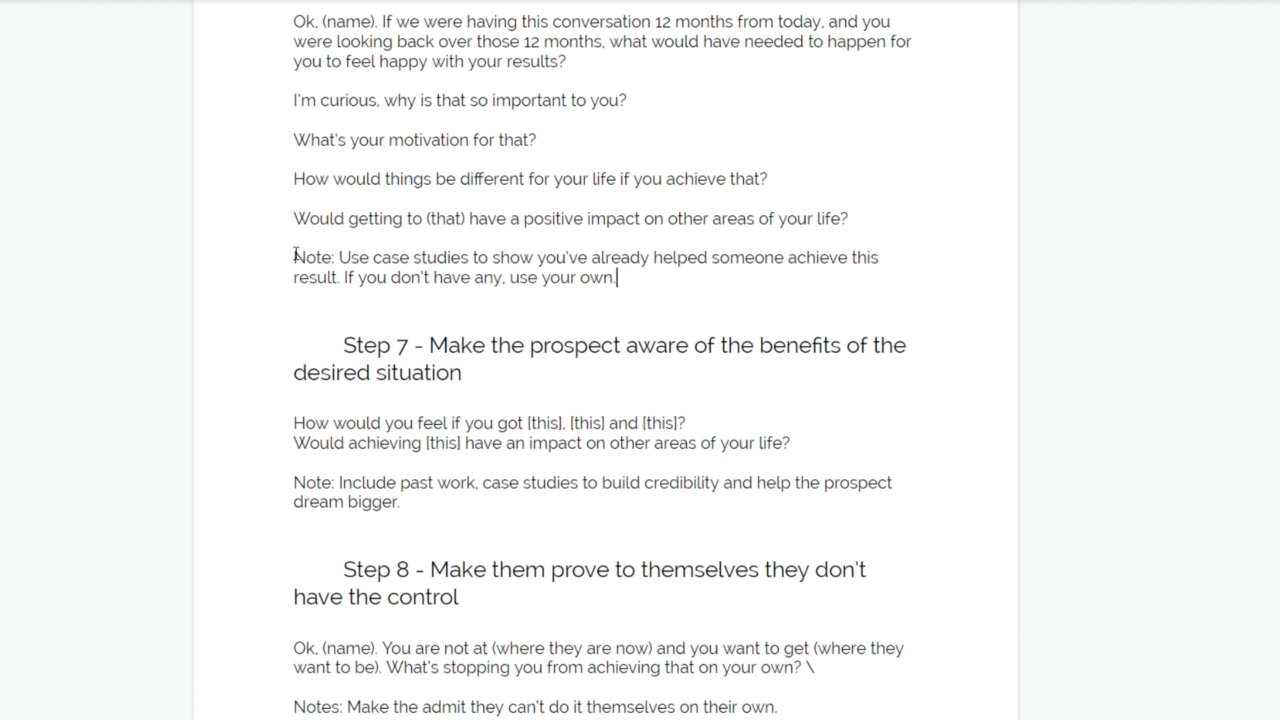 Ok, (name). If we were having this conversation 12 months from today, and you
were looking back over those 12 months, what would have needed to happen for
you to feel happy with your results?
I'm curious, why is that so important to you?
What's your motivation for that?
How would things be different for your life if you achieve that?
Would getting to (that) have a positive impact on other areas of your life?
Note: Use case studies to show you've already helped someone achieve this
result. If you don't have any, use your own.
Step 7 - Make the prospect aware of the benefits of the
desired situation
How would you feel if you got [this], [this] and [this]?
Would achieving [this] have an impact on other areas of your life?
Note: Include past work, case studies to build credibility and help the prospect
dream bigger.
Step 8 - Make them prove to themselves they don't
have the control
Ok, (name). You are not at (where they are now) and you want to get (where they
want to be). What's stopping you from achieving that on your own? \
Notes: Make the admit they can't do it themselves on their own.